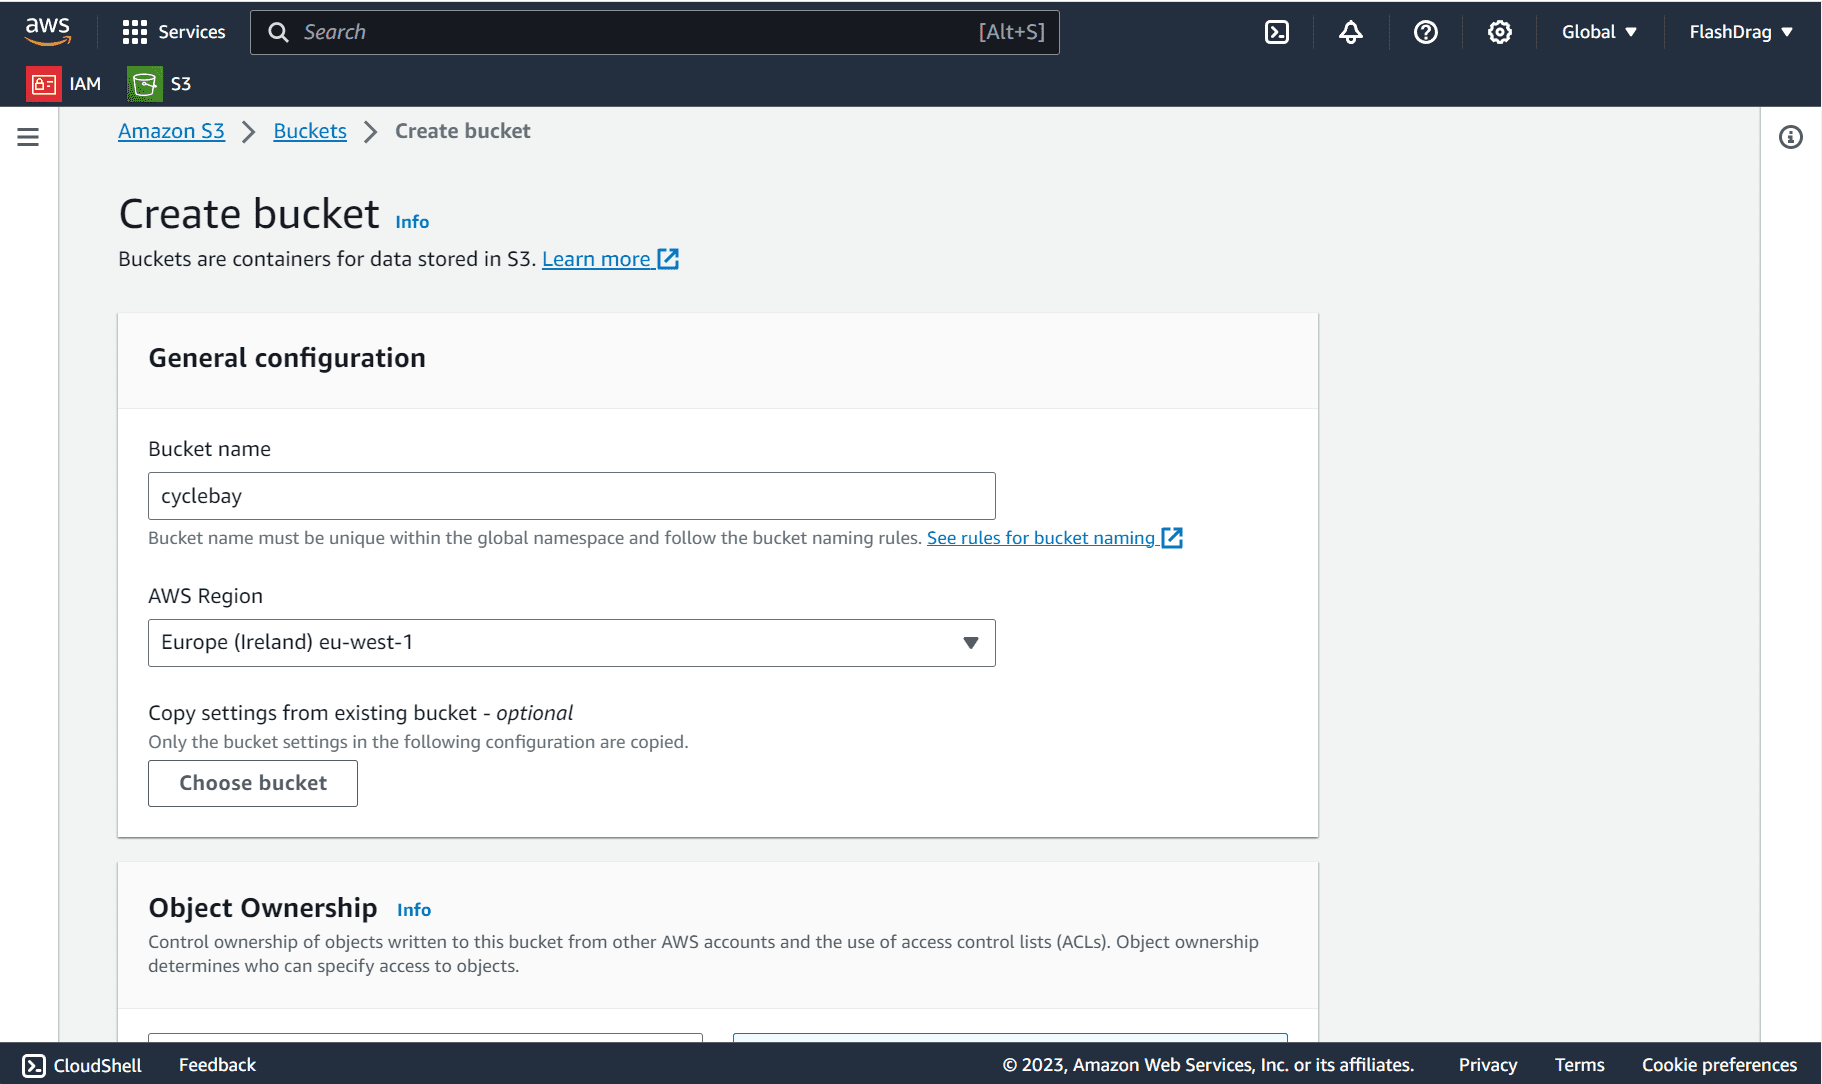 aws Services Search [Alt+S] Global FlashDrag
IAM S3
Amazon S3 Buckets Create bucket
Create bucket Info
Buckets are containers for data stored in S3. Learn more
General configuration
Bucket name
cyclebay
Bucket name must be unique within the global namespace and follow the bucket naming rules. See rules for bucket naming
AWS Region
Europe (Ireland) eu-west-1
Copy settings from existing bucket - optional
Only the bucket settings in the following configuration are copied.
Choose bucket
Object Ownership Info
Control ownership of objects written to this bucket from other AWS accounts and the use of access control lists (ACLs). Object ownership
determines who can specify access to objects.
CloudShell Feedback © 2023, Amazon Web Services, Inc. or its affiliates. Privacy Terms Cookie preferences